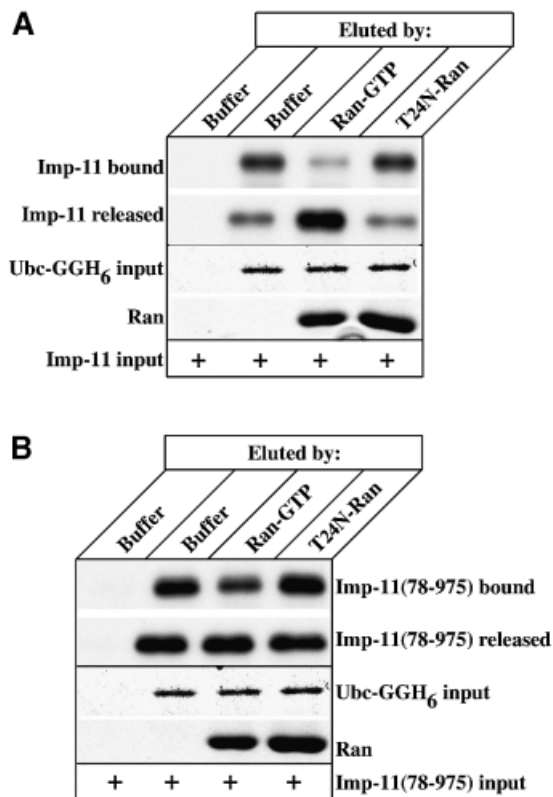 A
Eluted by:
Buffer
Buffer
Ran-GTP
T24N-Ran
Imp-11 bound
Imp-11 released
Ubc-GGH6 input
Ran
Imp-11 input + + + +
B
Eluted by:
Buffer
Buffer
Ran-GTP
T24N-Ran
Imp-11(78-975) bound
Imp-11(78-975) released
Ubc-GGH6 input
Ran
+ + + + Imp-11(78-975) input